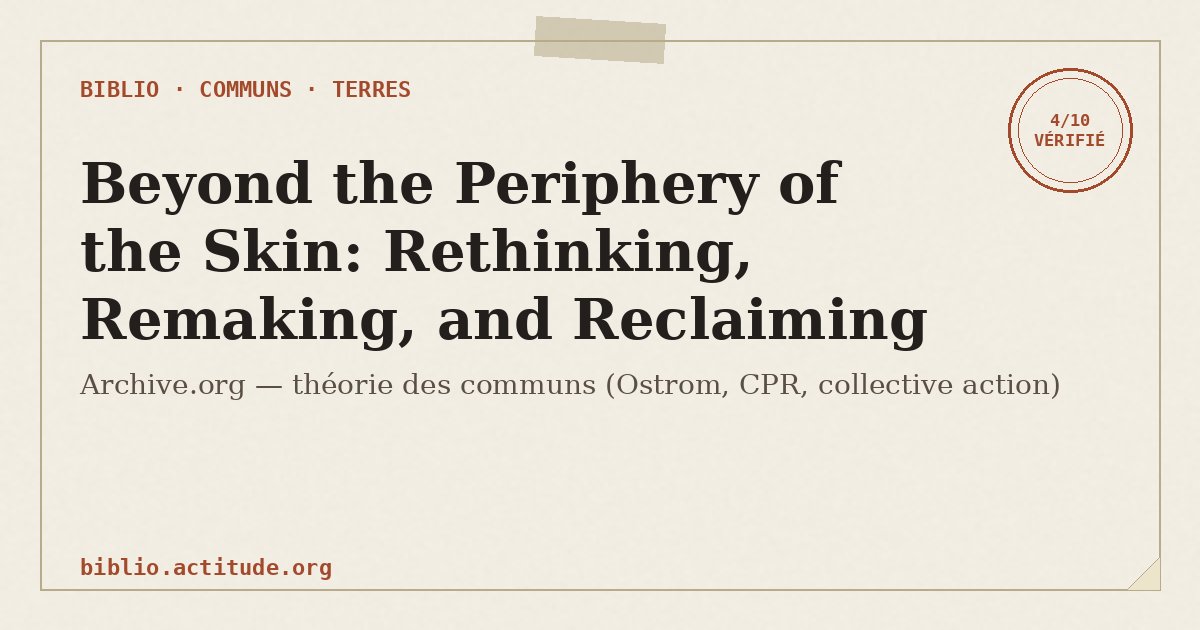 BIBLIO · COMMUNS · TERRES
4/10
VÉRIFIÉ
Beyond the Periphery of
the Skin: Rethinking,
Remaking, and Reclaiming
Archive.org — théorie des communs (Ostrom, CPR, collective action)
biblio.actitude.org